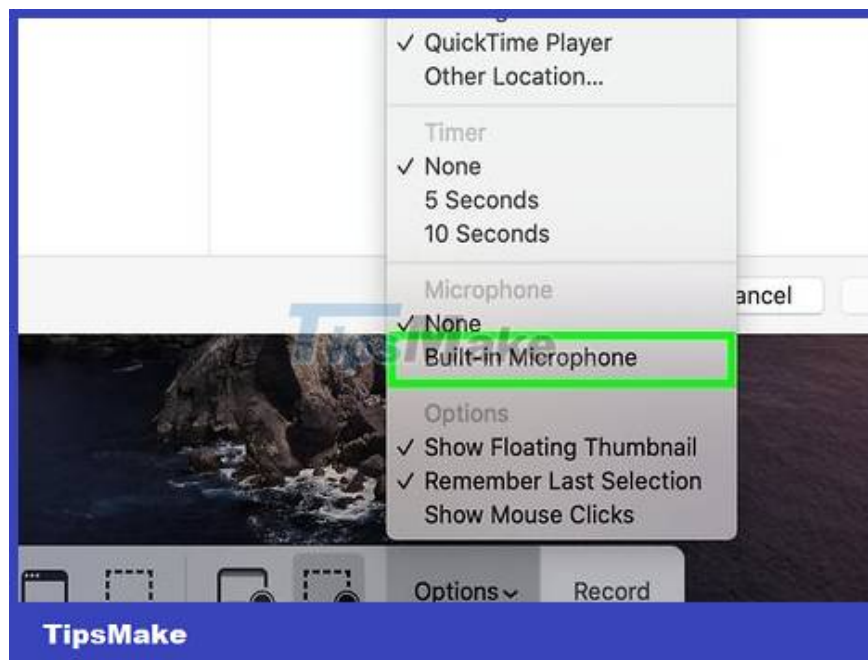 QuickTime Player
Other Location...
Timer
None
5 Seconds
10 Seconds
Microphone
None
ancel
TipsMake
Built-in Microphone
Options
Show Floating Thumbnail
Remember Last Selection
Show Mouse Clicks
Options
Record
TipsMake